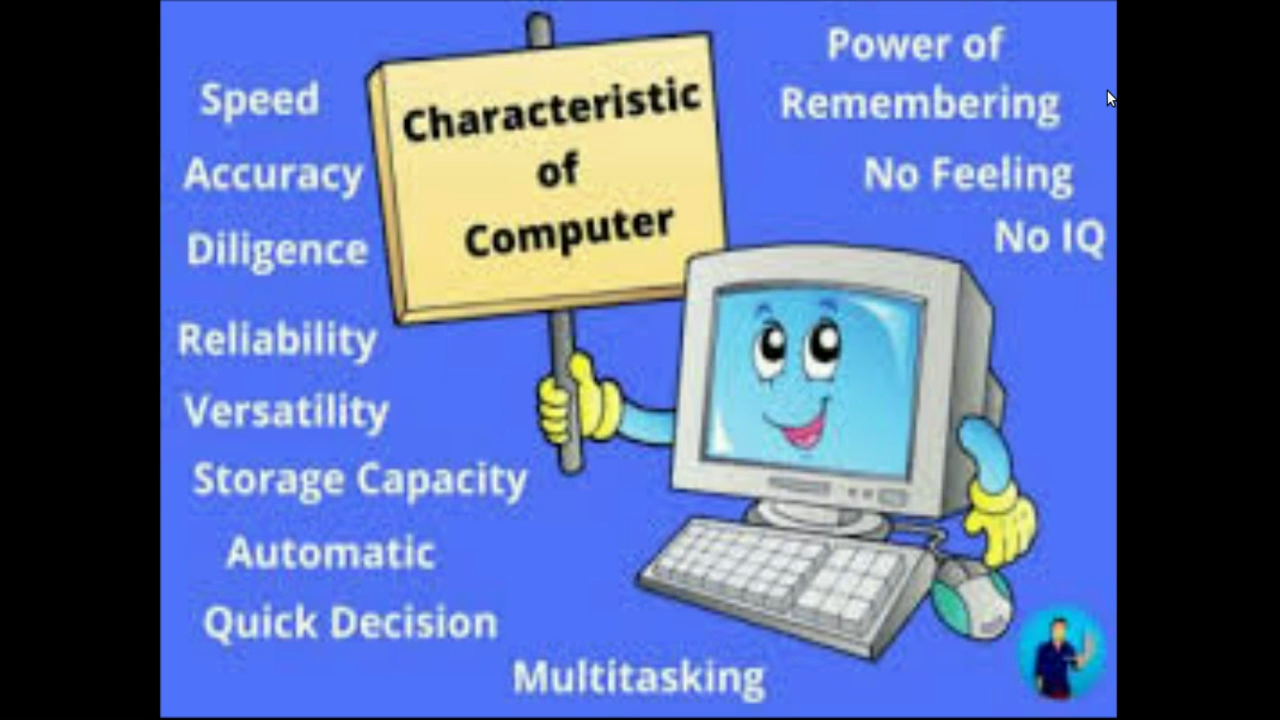 Characteristic
of
Computer
Speed
Accuracy
Diligence
Reliability
Versatility
Storage Capacity
Automatic
Quick Decision
Multitasking
Power of
Remembering
No Feeling
No IQ